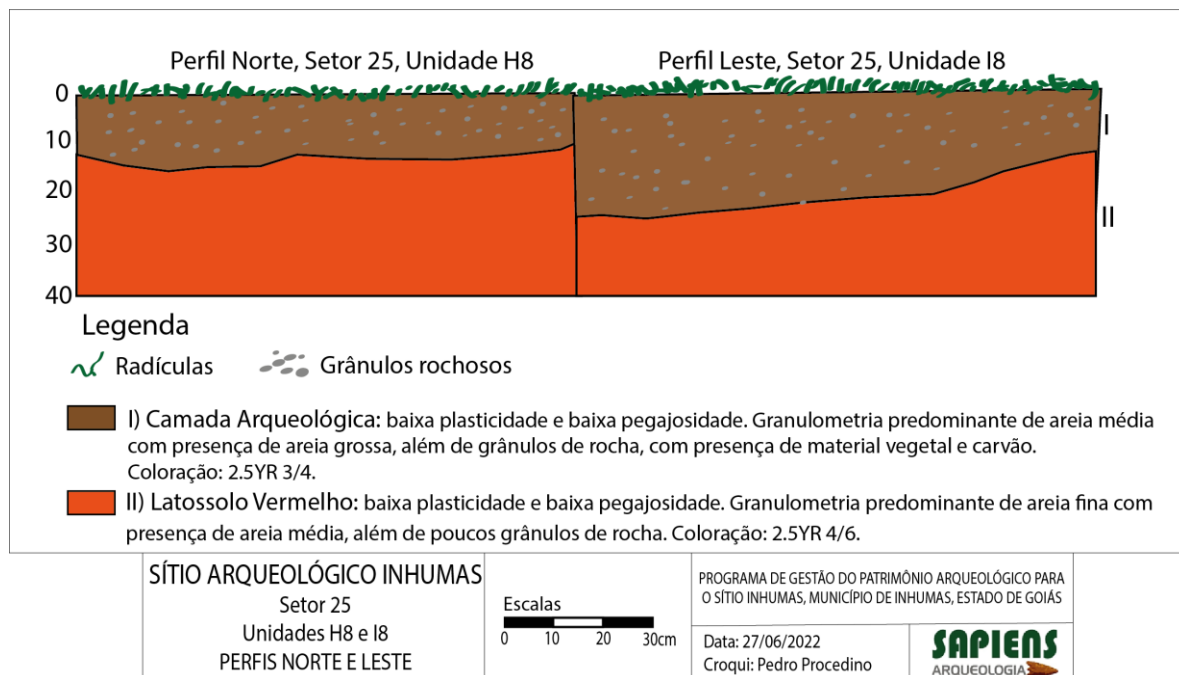 Perfil Norte, Setor 25, Unidade H8
Perfil Leste, Setor 25, Unidade I8
0
10
20
30
40
I
II
Legenda
Radículas
Grânulos rochosos
I) Camada Arqueológica: baixa plasticidade e baixa pegajosidade. Granulometria predominante de areia média
com presença de areia grossa, além de grânulos de rocha, com presença de material vegetal e carvão.
Coloração: 2.5YR 3/4.
II) Latossolo Vermelho: baixa plasticidade e baixa pegajosidade. Granulometria predominante de areia fina com
presença de areia média, além de poucos grânulos de rocha. Coloração: 2.5YR 4/6.
SÍTIO ARQUEOLÓGICO INHUMAS
Setor 25
Unidades H8 e I8
PERFIS NORTE E LESTE
Escalas
0 10 20 30cm
PROGRAMA DE GESTÃO DO PATRIMÔNIO ARQUEOLÓGICO PARA
O SÍTIO INHUMAS, MUNICÍPIO DE INHUMAS, ESTADO DE GOIÁS
Data: 27/06/2022
Croqui: Pedro Procedino
SAPIENS
ARQUEOLOGIA